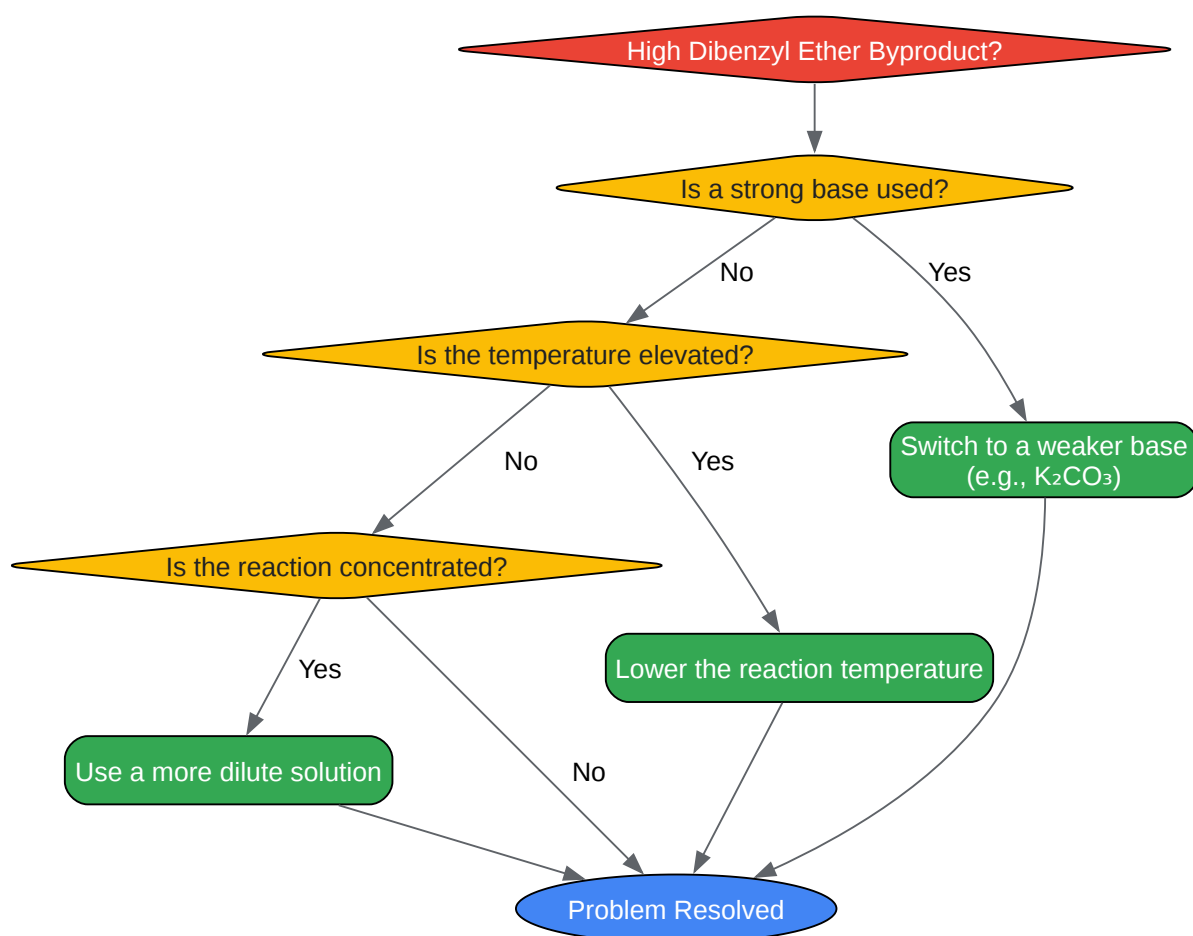 High Dibenzyl Ether Byproduct?
Is a strong base used?
No
Yes
Is the temperature elevated?
No
Yes
Switch to a weaker base
(e.g., K₂CO₃)
Is the reaction concentrated?
Yes
Lower the reaction temperature
Use a more dilute solution
No
Problem Resolved